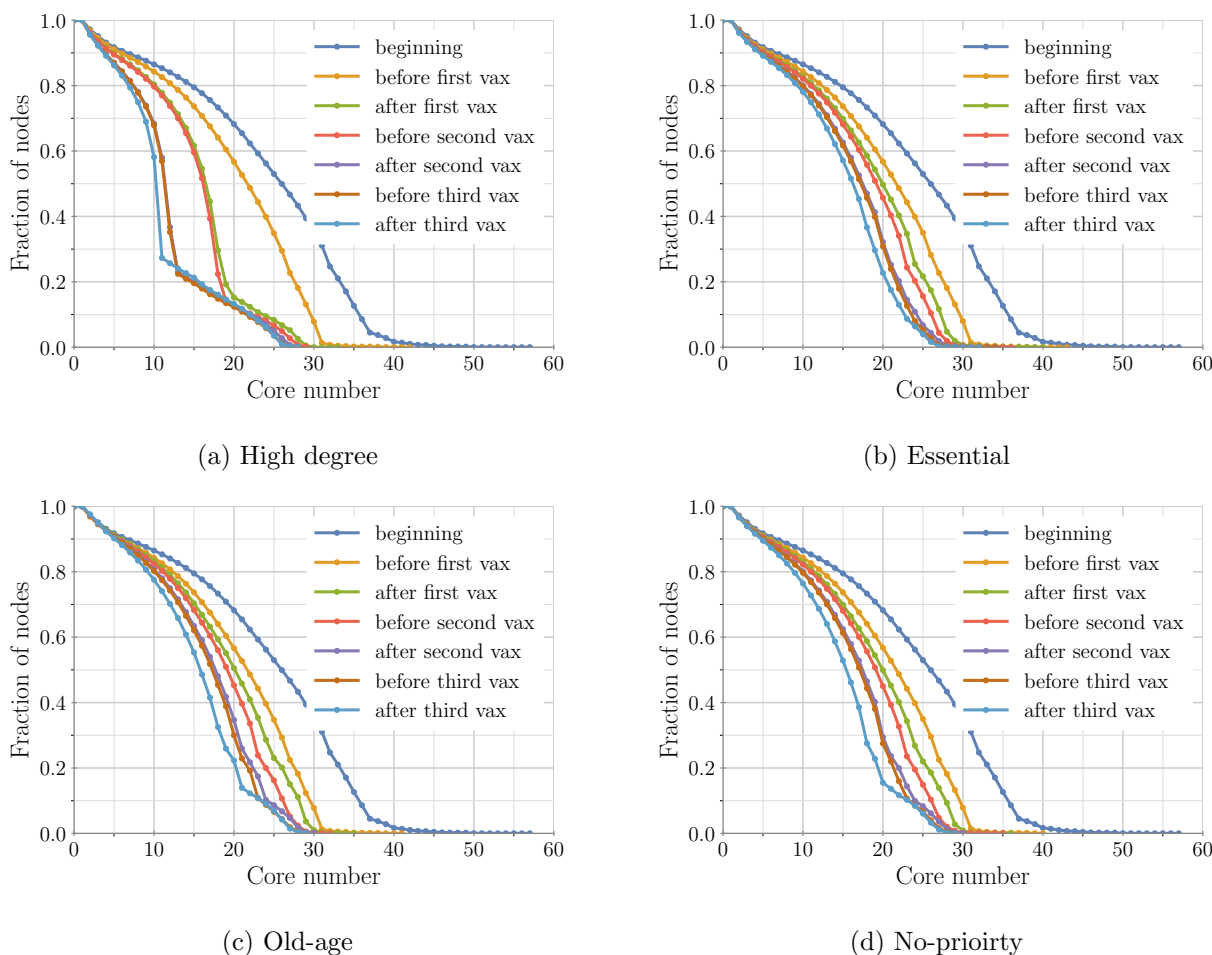 1.0
0.8
0.6
0.4
0.2
0.0
Fraction of nodes
0 10 20 30 40 50 60
Core number
beginning
before first vax
after first vax
before second vax
after second vax
before third vax
after third vax
(a) High degree
1.0
0.8
0.6
0.4
0.2
0.0
Fraction of nodes
0 10 20 30 40 50 60
Core number
beginning
before first vax
after first vax
before second vax
after second vax
before third vax
after third vax
(b) Essential
1.0
0.8
0.6
0.4
0.2
0.0
Fraction of nodes
0 10 20 30 40 50 60
Core number
beginning
before first vax
after first vax
before second vax
after second vax
before third vax
after third vax
(c) Old-age
1.0
0.8
0.6
0.4
0.2
0.0
Fraction of nodes
0 10 20 30 40 50 60
Core number
beginning
before first vax
after first vax
before second vax
after second vax
before third vax
after third vax
(d) No-prioirty